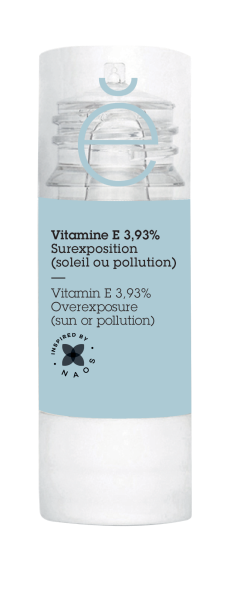 ĕ
Vitamine E 3,93%
Surexposition
(soleil ou pollution)
—
Vitamin E 3,93%
Overexposure
(sun or pollution)
INSPIRED BY
• NAOS •